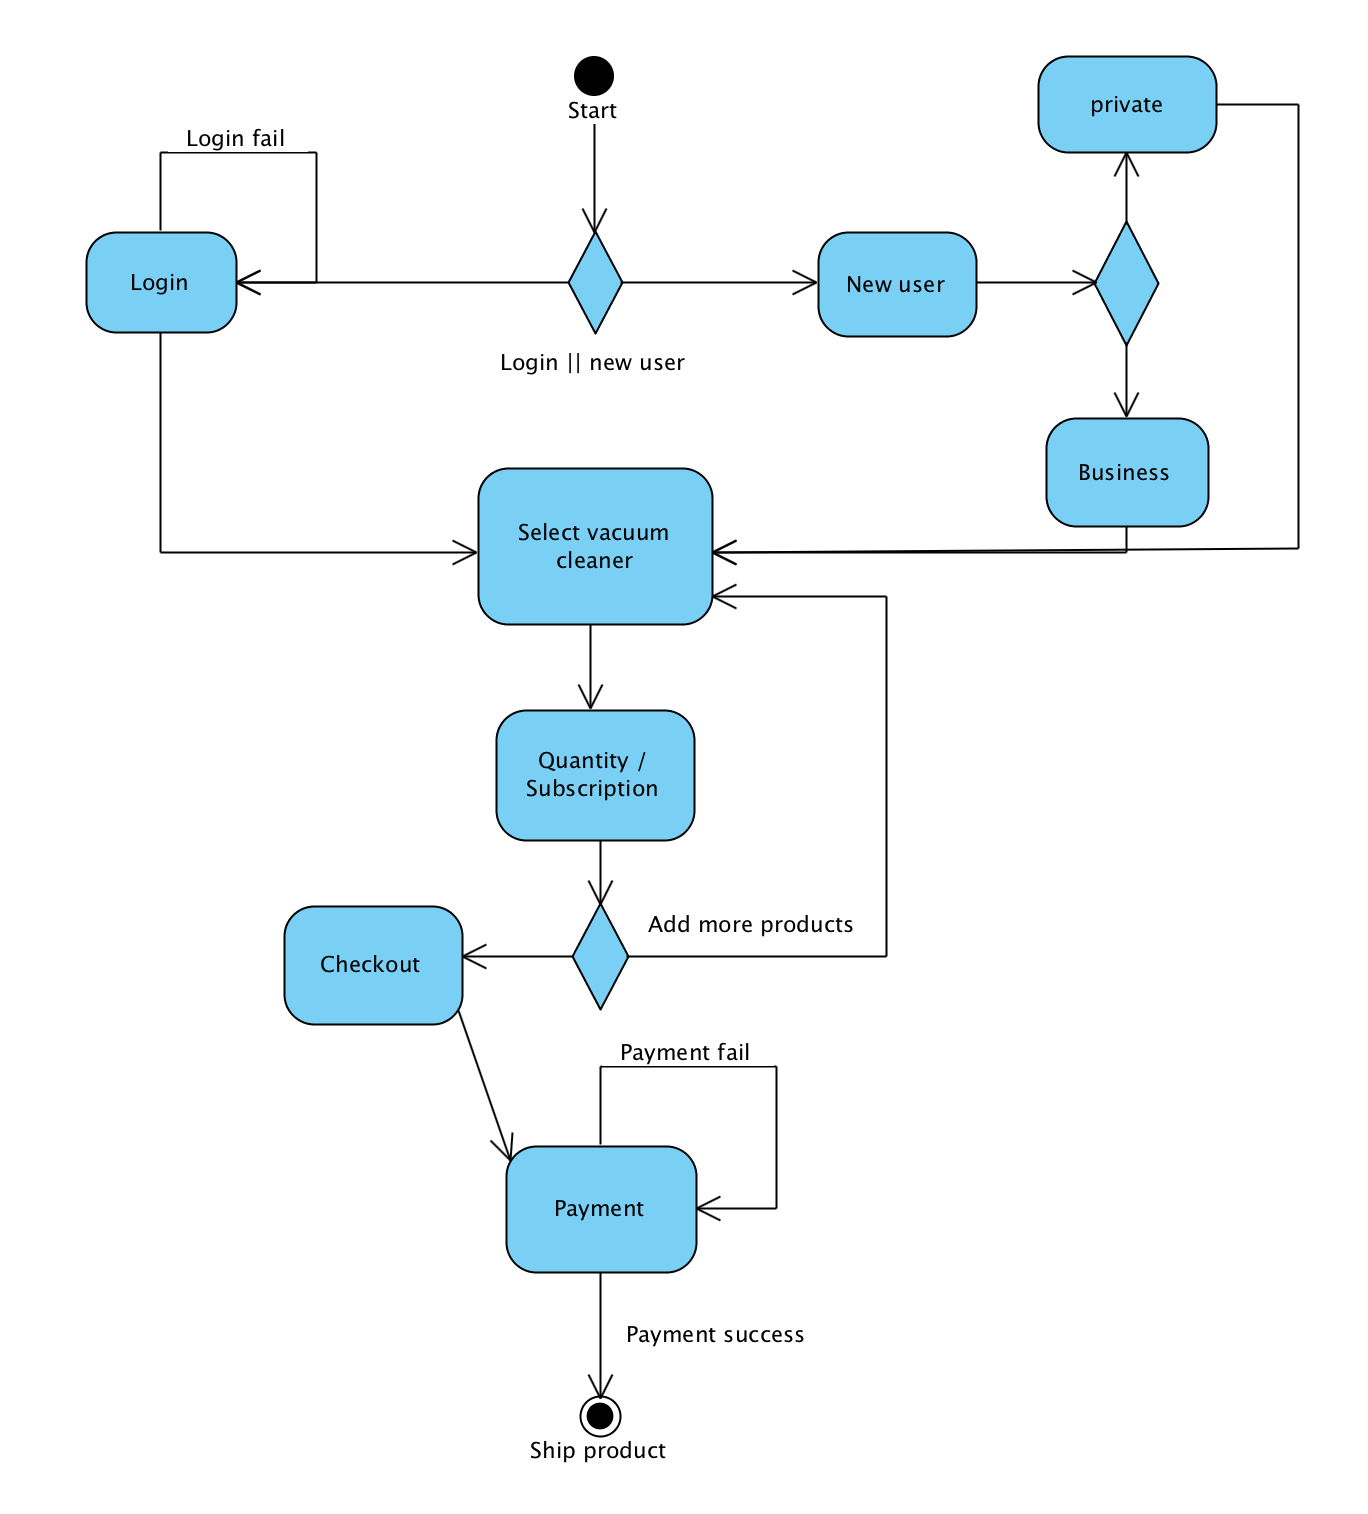 Start
private
Login fail
Login
New user
Login || new user
Business
Select vacuum
cleaner
Quantity /
Subscription
Add more products
Checkout
Payment fail
Payment
Payment success
Ship product